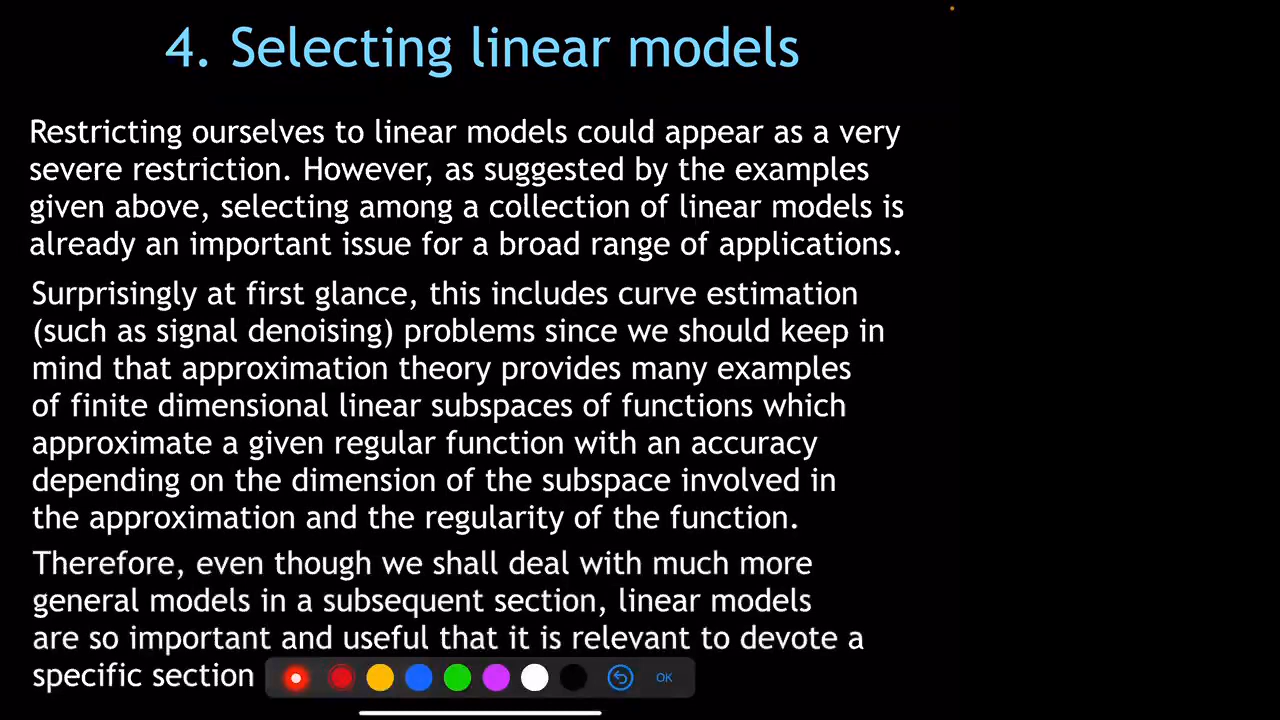 4. Selecting linear models
Restricting ourselves to linear models could appear as a very
severe restriction. However, as suggested by the examples
given above, selecting among a collection of linear models is
already an important issue for a broad range of applications.
Surprisingly at first glance, this includes curve estimation
(such as signal denoising) problems since we should keep in
mind that approximation theory provides many examples
of finite dimensional linear subspaces of functions which
approximate a given regular function with an accuracy
depending on the dimension of the subspace involved in
the approximation and the regularity of the function.
Therefore, even though we shall deal with much more
general models in a subsequent section, linear models
are so important and useful that it is relevant to devote a
specific section
OK